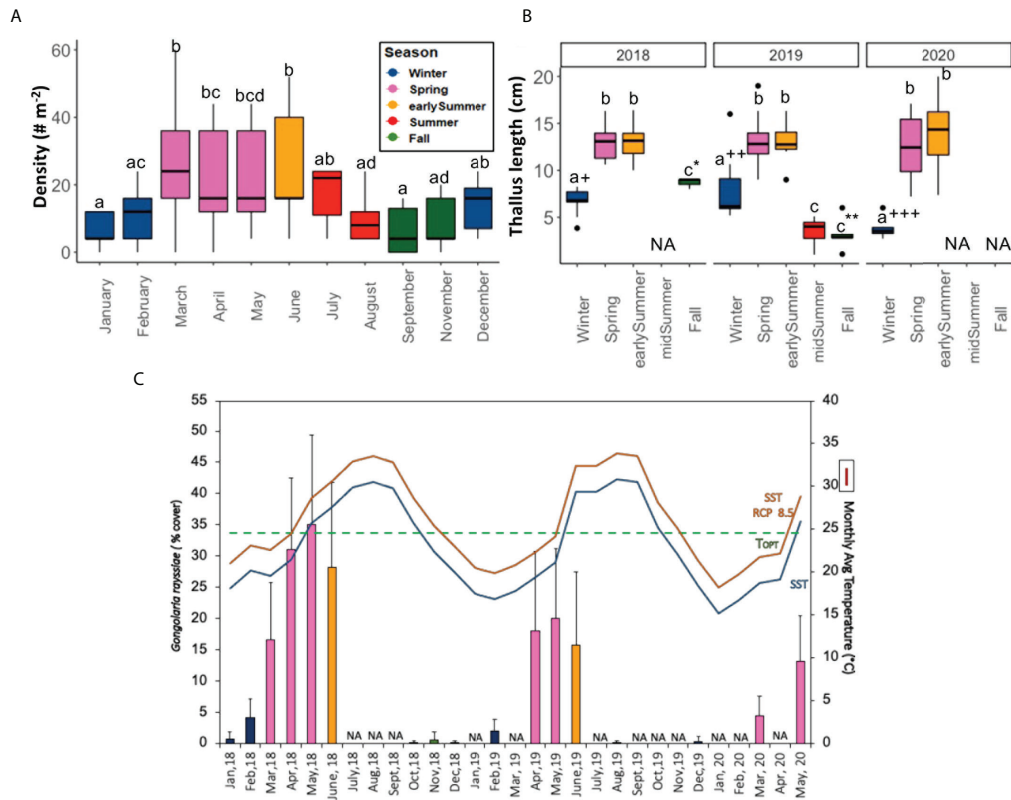 A
B
Density (# m-2)
60
40
20
0
b
b
bc
bcd
ac
ab
ab
a
ad
a
ad
Season
Winter
Spring
earlySummer
Summer
Fall
January
February
March
April
May
June
July
August
September
November
December
Thallus length (cm)
20
15
10
5
2018
2019
2020
a+
b
b
NA
c*
a++
b
b
c
c**
a+++
b
b
NA
NA
Winter
Spring
earlySummer
midSummer
Fall
Winter
Spring
earlySummer
midSummer
Fall
Winter
Spring
earlySummer
midSummer
Fall
C
Gongolaria rayssiae ( % cover)
55
50
45
40
35
30
25
20
15
10
5
0
40
35
30
25
20
15
10
5
0
Monthly Avg Temperature (°C)
SST
RCP 8.5
TOPT
SST
NA NA NA NA NA NA NA NA NA NA NA NA
Jan,18
Feb,18
Mar,18
Apr,18
May,18
June,18
July,18
Aug,18
Sept,18
Oct,18
Nov,18
Dec,18
Jan,19
Feb,19
Mar, 19
Apr,19
May,19
June,19
July,19
Aug,19
Sep,19
Oct,19
Nov,19
Dec,19
Jan, 20
Feb, 20
Mar, 20
Apr, 20
May, 20